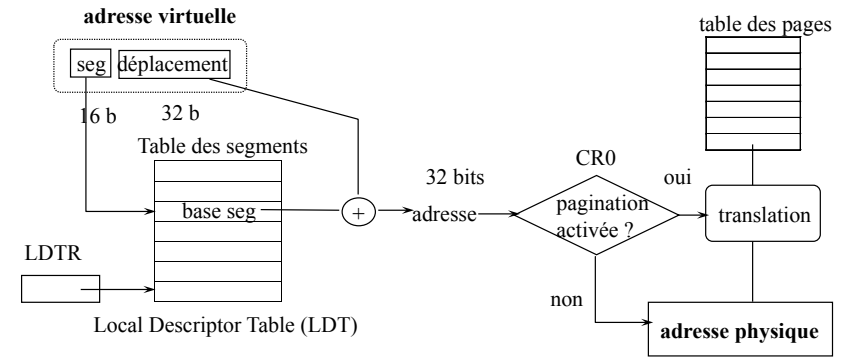 adresse virtuelle
table des pages
seg déplacement
16 b
32 b
Table des segments
CR0
32 bits
oui
base seg
+
adresse
pagination
activée ?
translation
LDTR
non
Local Descriptor Table (LDT)
adresse physique